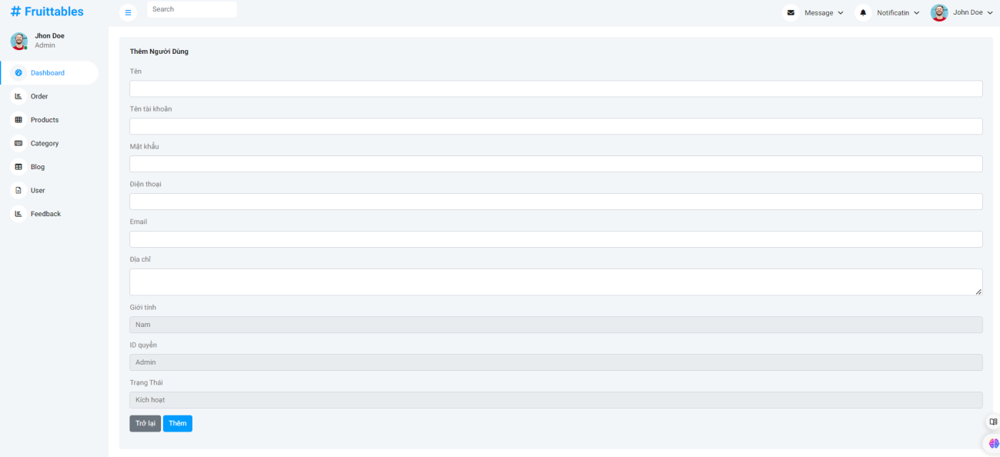 # Fruittables
Search
Message
Notificatin
John Doe
Jhon Doe
Admin
Dashboard
Order
Products
Category
Blog
User
Feedback
Thêm Người Dùng
Tên
Tên tài khoản
Mật khẩu
Điện thoại
Email
Địa chỉ
Giới tính
Nam
ID quyền
Admin
Trạng Thái
Kích hoạt
Trở lại
Thêm